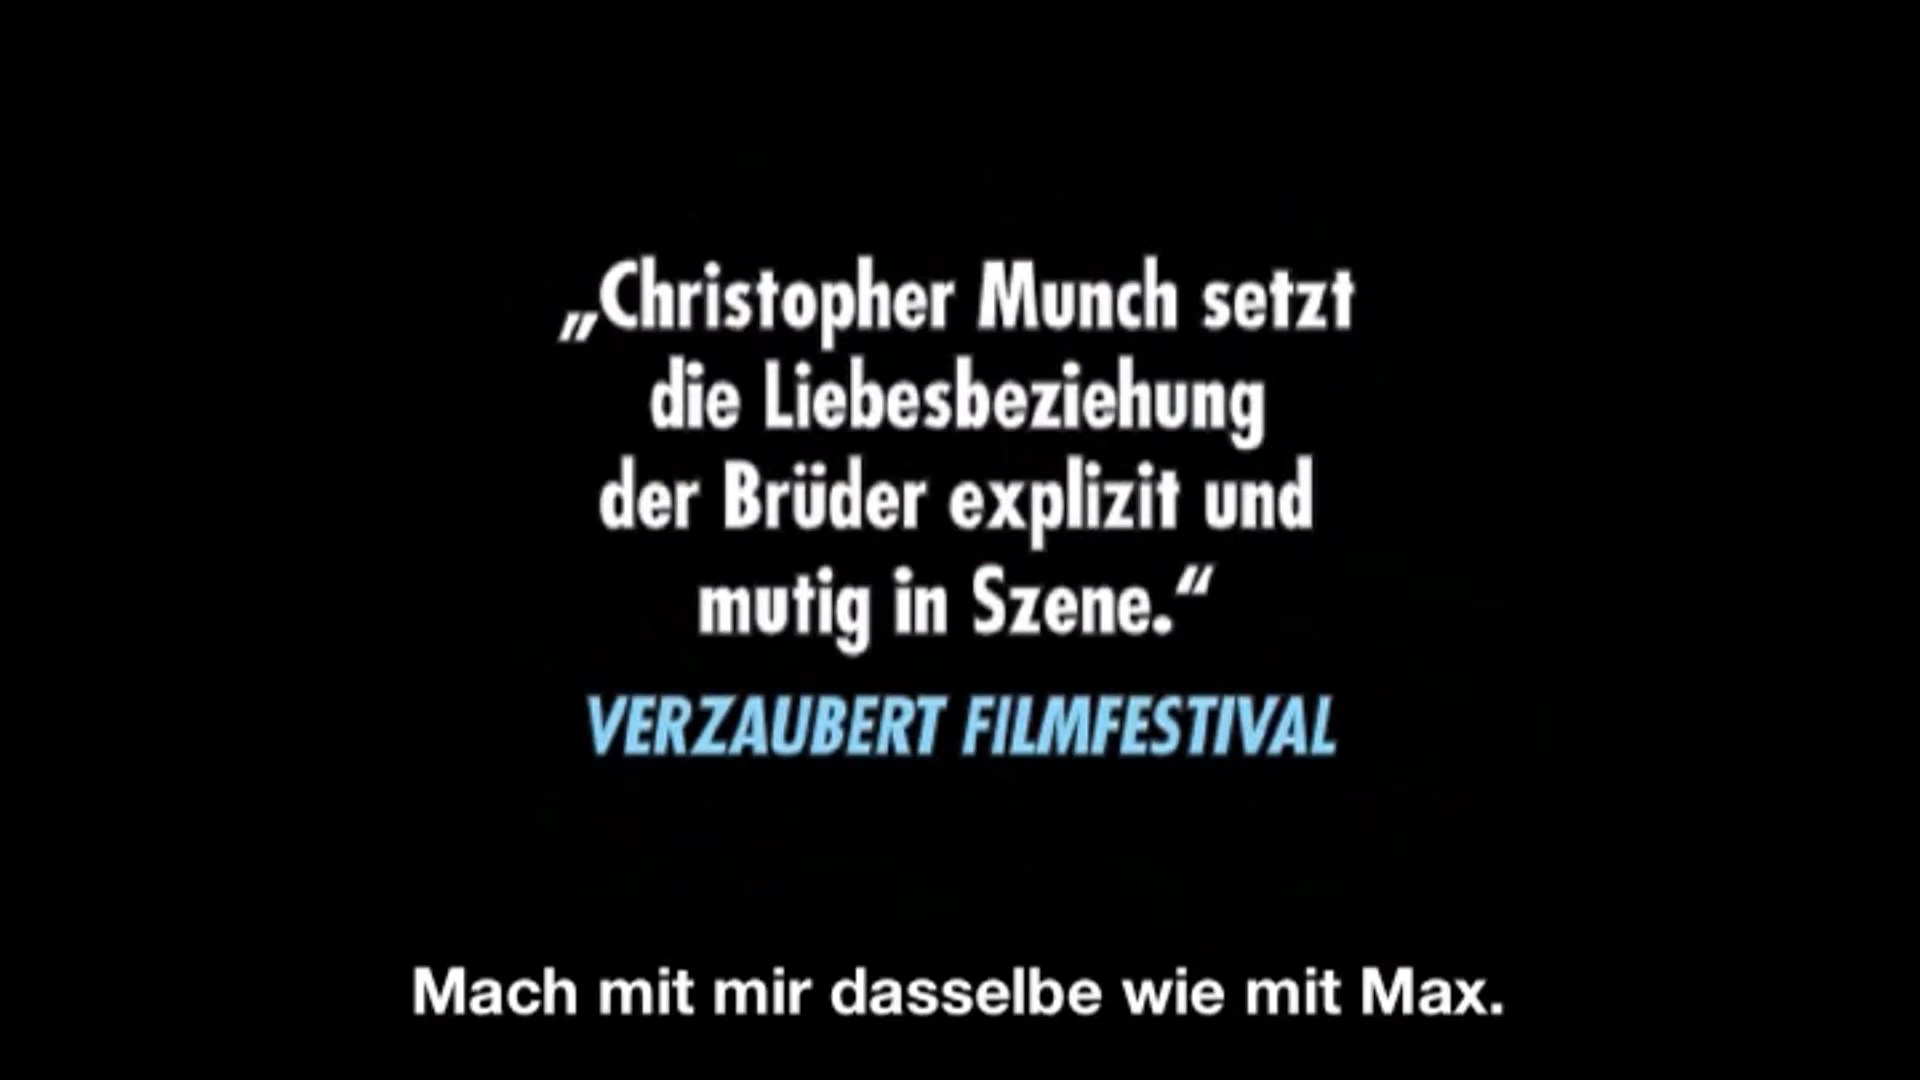 „Christopher Munch setzt
die Liebesbeziehung
der Brüder explizit und
mutig in Szene.“
VERZAUBERT FILMFESTIVAL
Mach mit mir dasselbe wie mit Max.